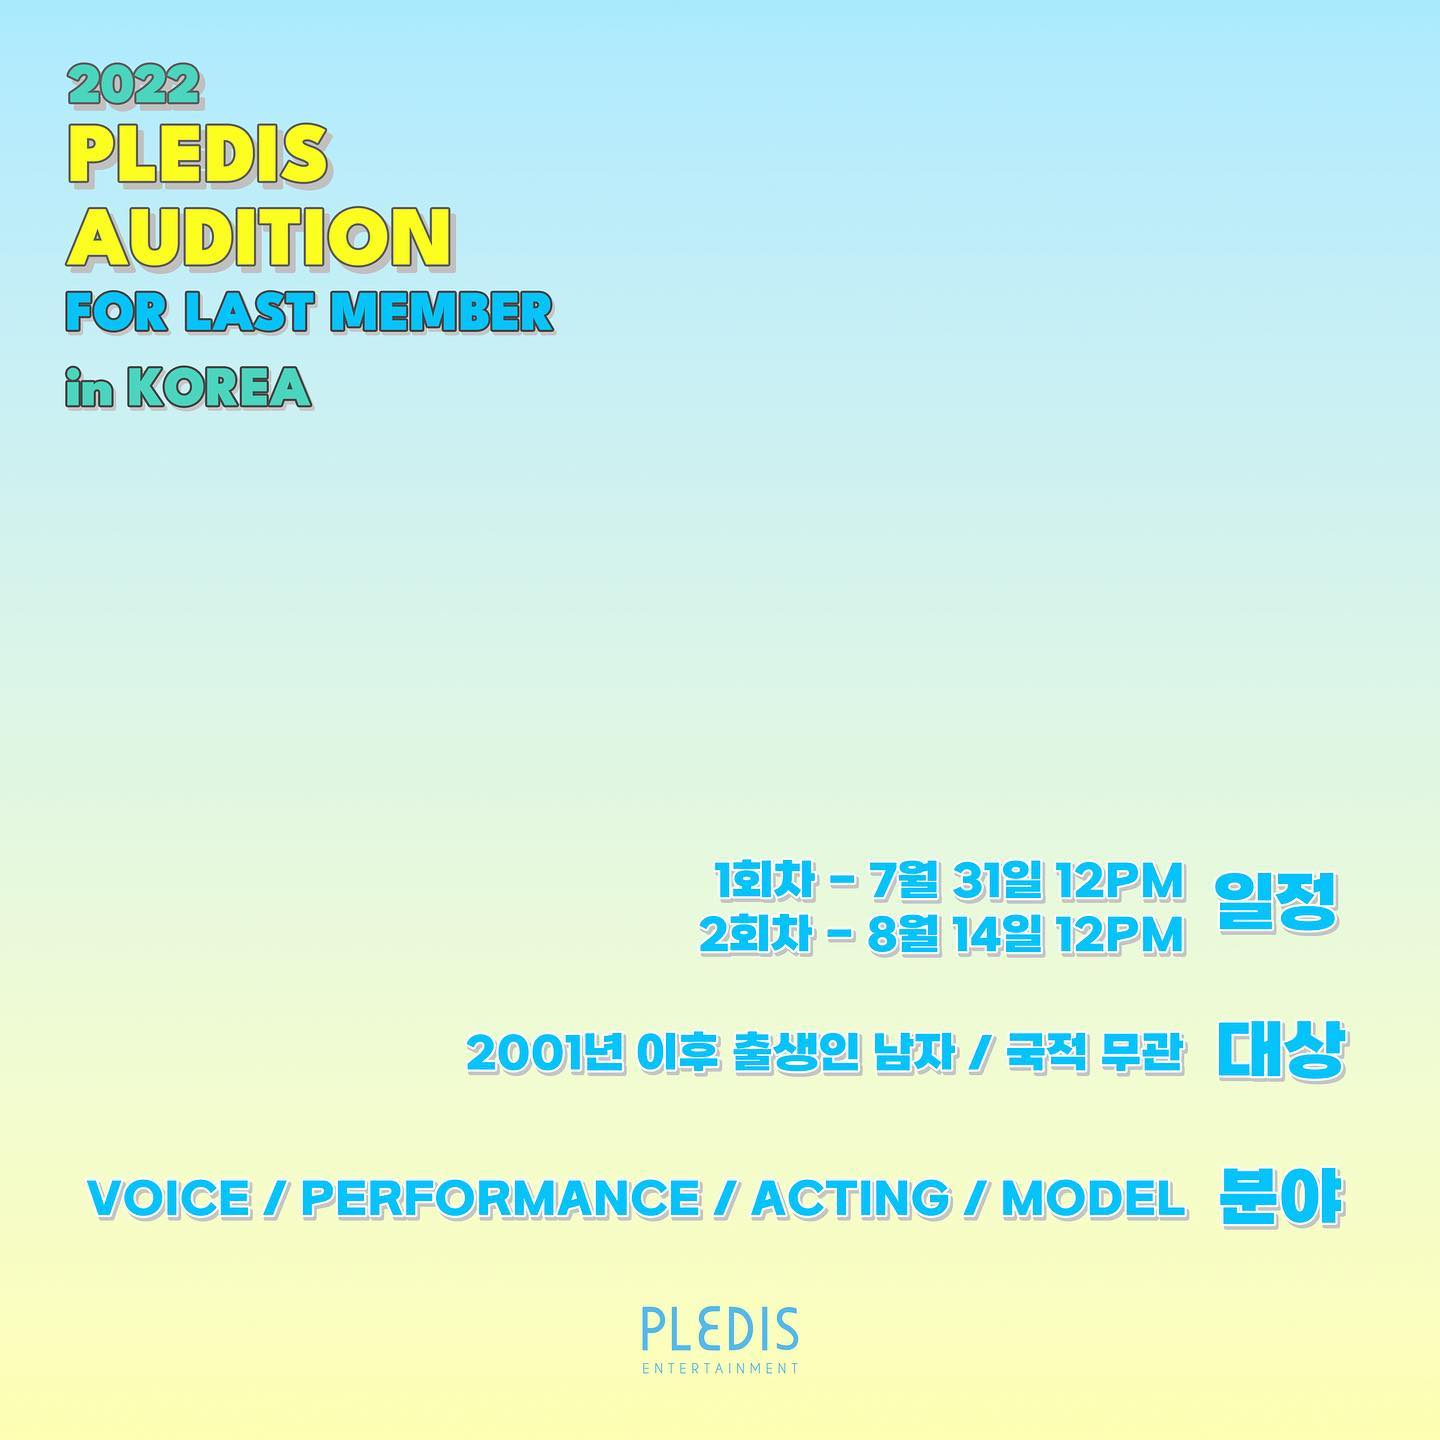 2022
PLEDIS
AUDITION
FOR LAST MEMBER
in KOREA
1회차 - 7월 31일 12PM
2회차 - 8월 14일 12PM
일정
2001년 이후 출생인 남자 / 국적 무관 대상
VOICE / PERFORMANCE / ACTING / MODEL 분야
PLEDIS
ENTERTAINMENT